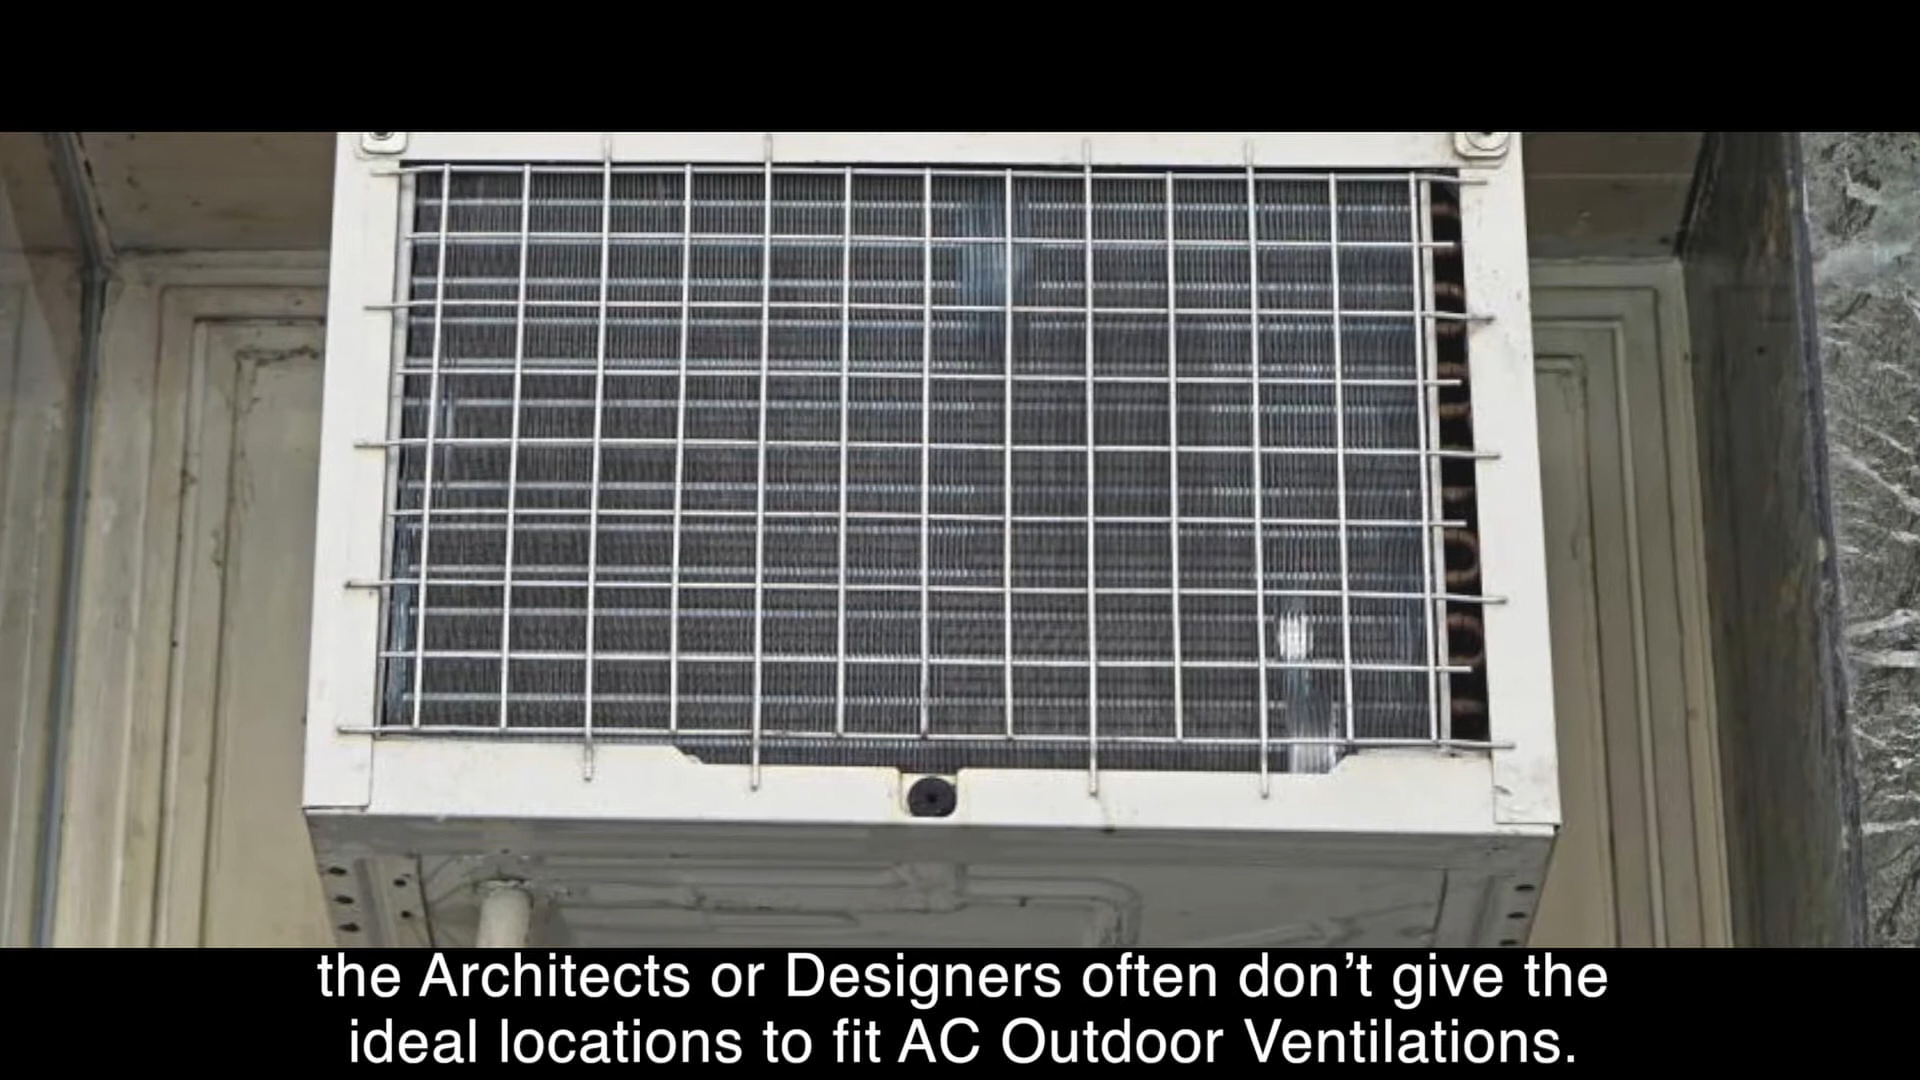 the Architects or Designers often don’t give the
ideal locations to fit AC Outdoor Ventilations.